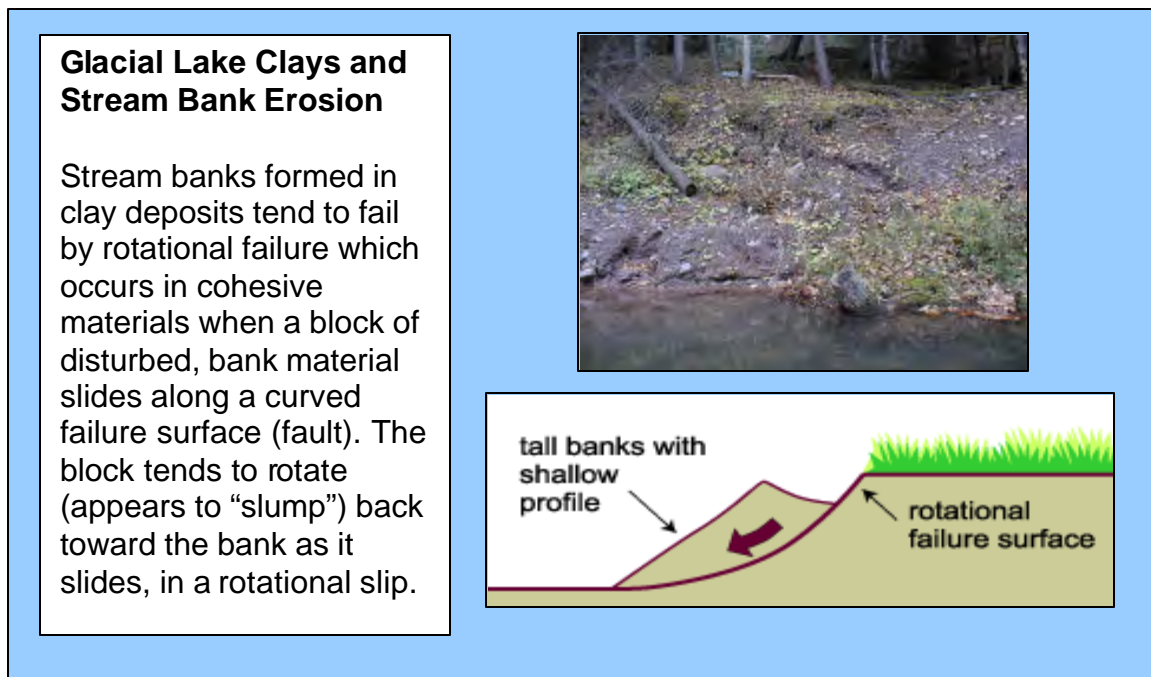 Glacial Lake Clays and
Stream Bank Erosion
Stream banks formed in
clay deposits tend to fail
by rotational failure which
occurs in cohesive
materials when a block of
disturbed, bank material
slides along a curved
failure surface (fault). The
block tends to rotate
(appears to “slump”) back
toward the bank as it
slides, in a rotational slip.
tall banks with
shallow
profile
rotational
failure surface